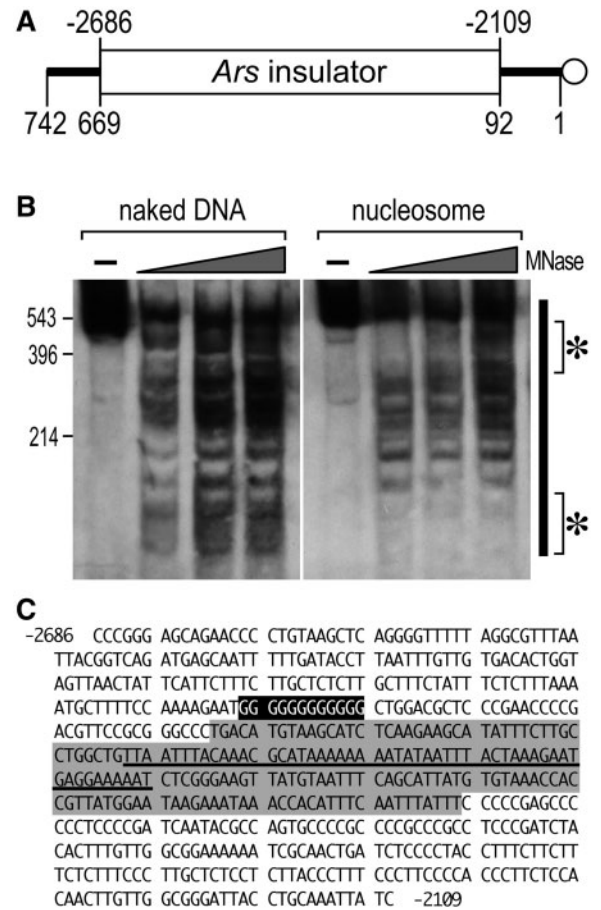 A
-2686 -2109
Ars insulator
742 669 92 1
B
naked DNA nucleosome
– – MNase
543
396
214
*
*
C
-2686 CCCGGG AGCAGAACCC CTGTAAGCTC AGGGGTTTTT AGGCGTTTAA
TTACGGTCAG ATGAGCAATT TTTGATACCT TAATTTGTTG TGACACTGGT
AGTTAACTAT TCATTCTTTC TTGCTCTCTT GCTTTCTATT TCTCTTTAAA
ATGCTTTTCC AAAAGAATGG GGGGGGGGGG CTGGACGCTC CCGAACCCCG
ACGTTCCGCG GGCCCTGACA TGTAAGCATC TCAAGAAGCA TATTTCTTGC
CTGGCTGTTA ATTTACAAAC GCATAAAAAA AATATAATTT ACTAAAGAAT
GAGGAAAAAT CTCGGGAAGT TATGTAATTT CAGCATTATG TGTAAACCAC
CGTTATGGAA TAAGAAATAA ACCACATTTC AATTTATTTC CCCCGAGCCC
CCCTCCCCGA TCAATACGCC AGTGCCCCGC CCCGCCCGCC TCCCGATCTA
CACTTTGTTG GCGGAAAAAA TCGCAACTGA TCTCCCCTAC CTTTCTTCTT
TCTCTTTCCC TTGCTCTCCT CTTACCCTTT CCCTTCCCCA CCCTTCTCCA
CAACTTGTTG GCGGGATTAC CTGCAAATTA TC -2109